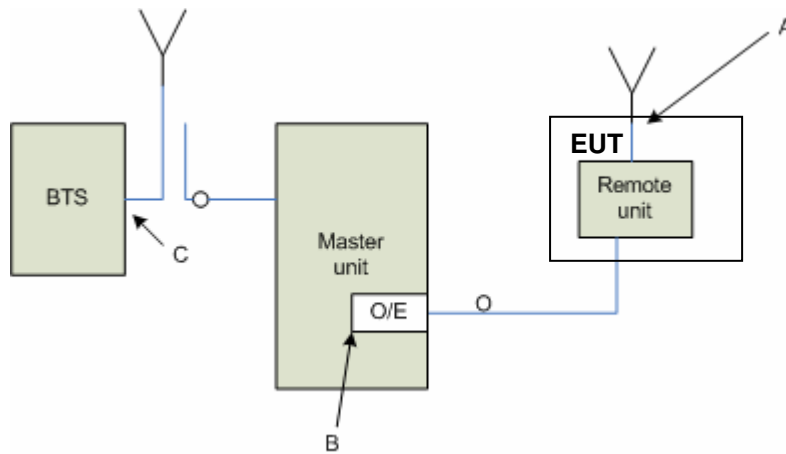 A
EUT
BTS
Remote
unit
C
Master
unit
O/E
B